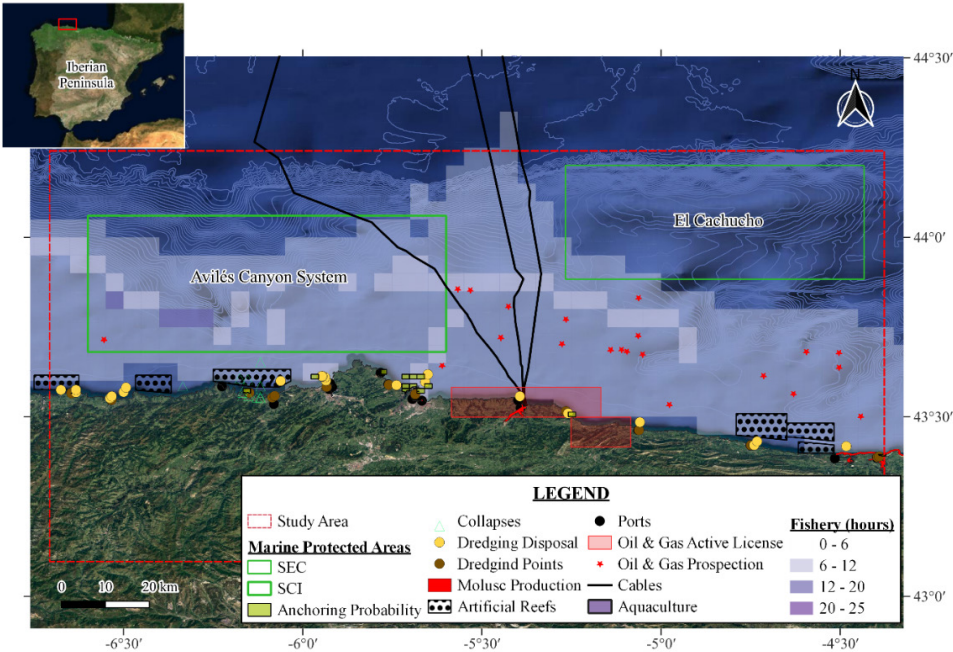 Iberian
Peninsula
N
44°30'
44°0'
43°30'
43°0'
Avilés Canyon System
El Cachucho
LEGEND
Study Area
Marine Protected Areas
SEC
SCI
Anchoring Probability
Collapses
Dredging Disposal
Dredgind Points
Molusc Production
Artificial Reefs
Ports
Oil & Gas Active License
Oil & Gas Prospection
Cables
Aquaculture
Fishery (hours)
0 - 6
6 - 12
12 - 20
20 - 25
0 10 20 km
-6°30' -6°0' -5°30' -5°0' -4°30'